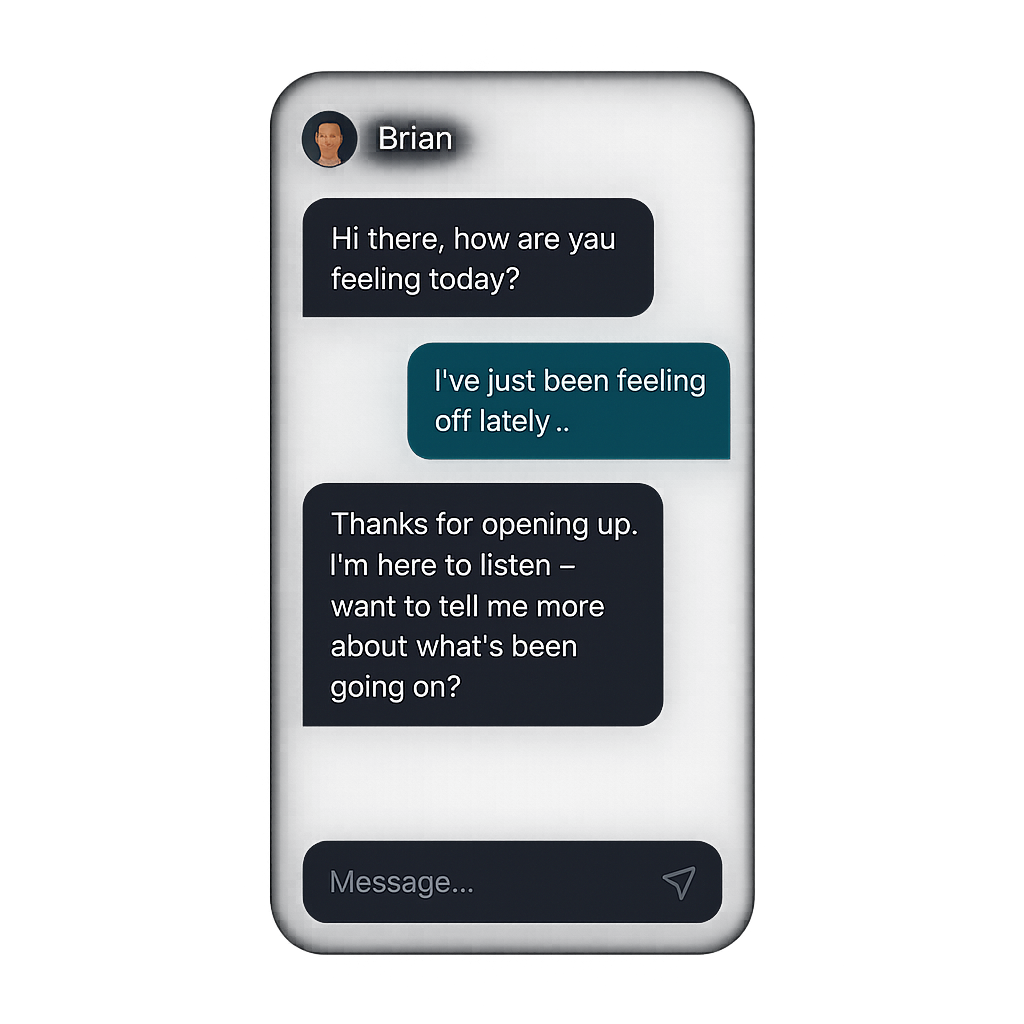 Brian
Hi there, how are yau
feeling today?
I've just been feeling
off lately ..
Thanks for opening up.
I'm here to listen –
want to tell me more
about what's been
going on?
Message...